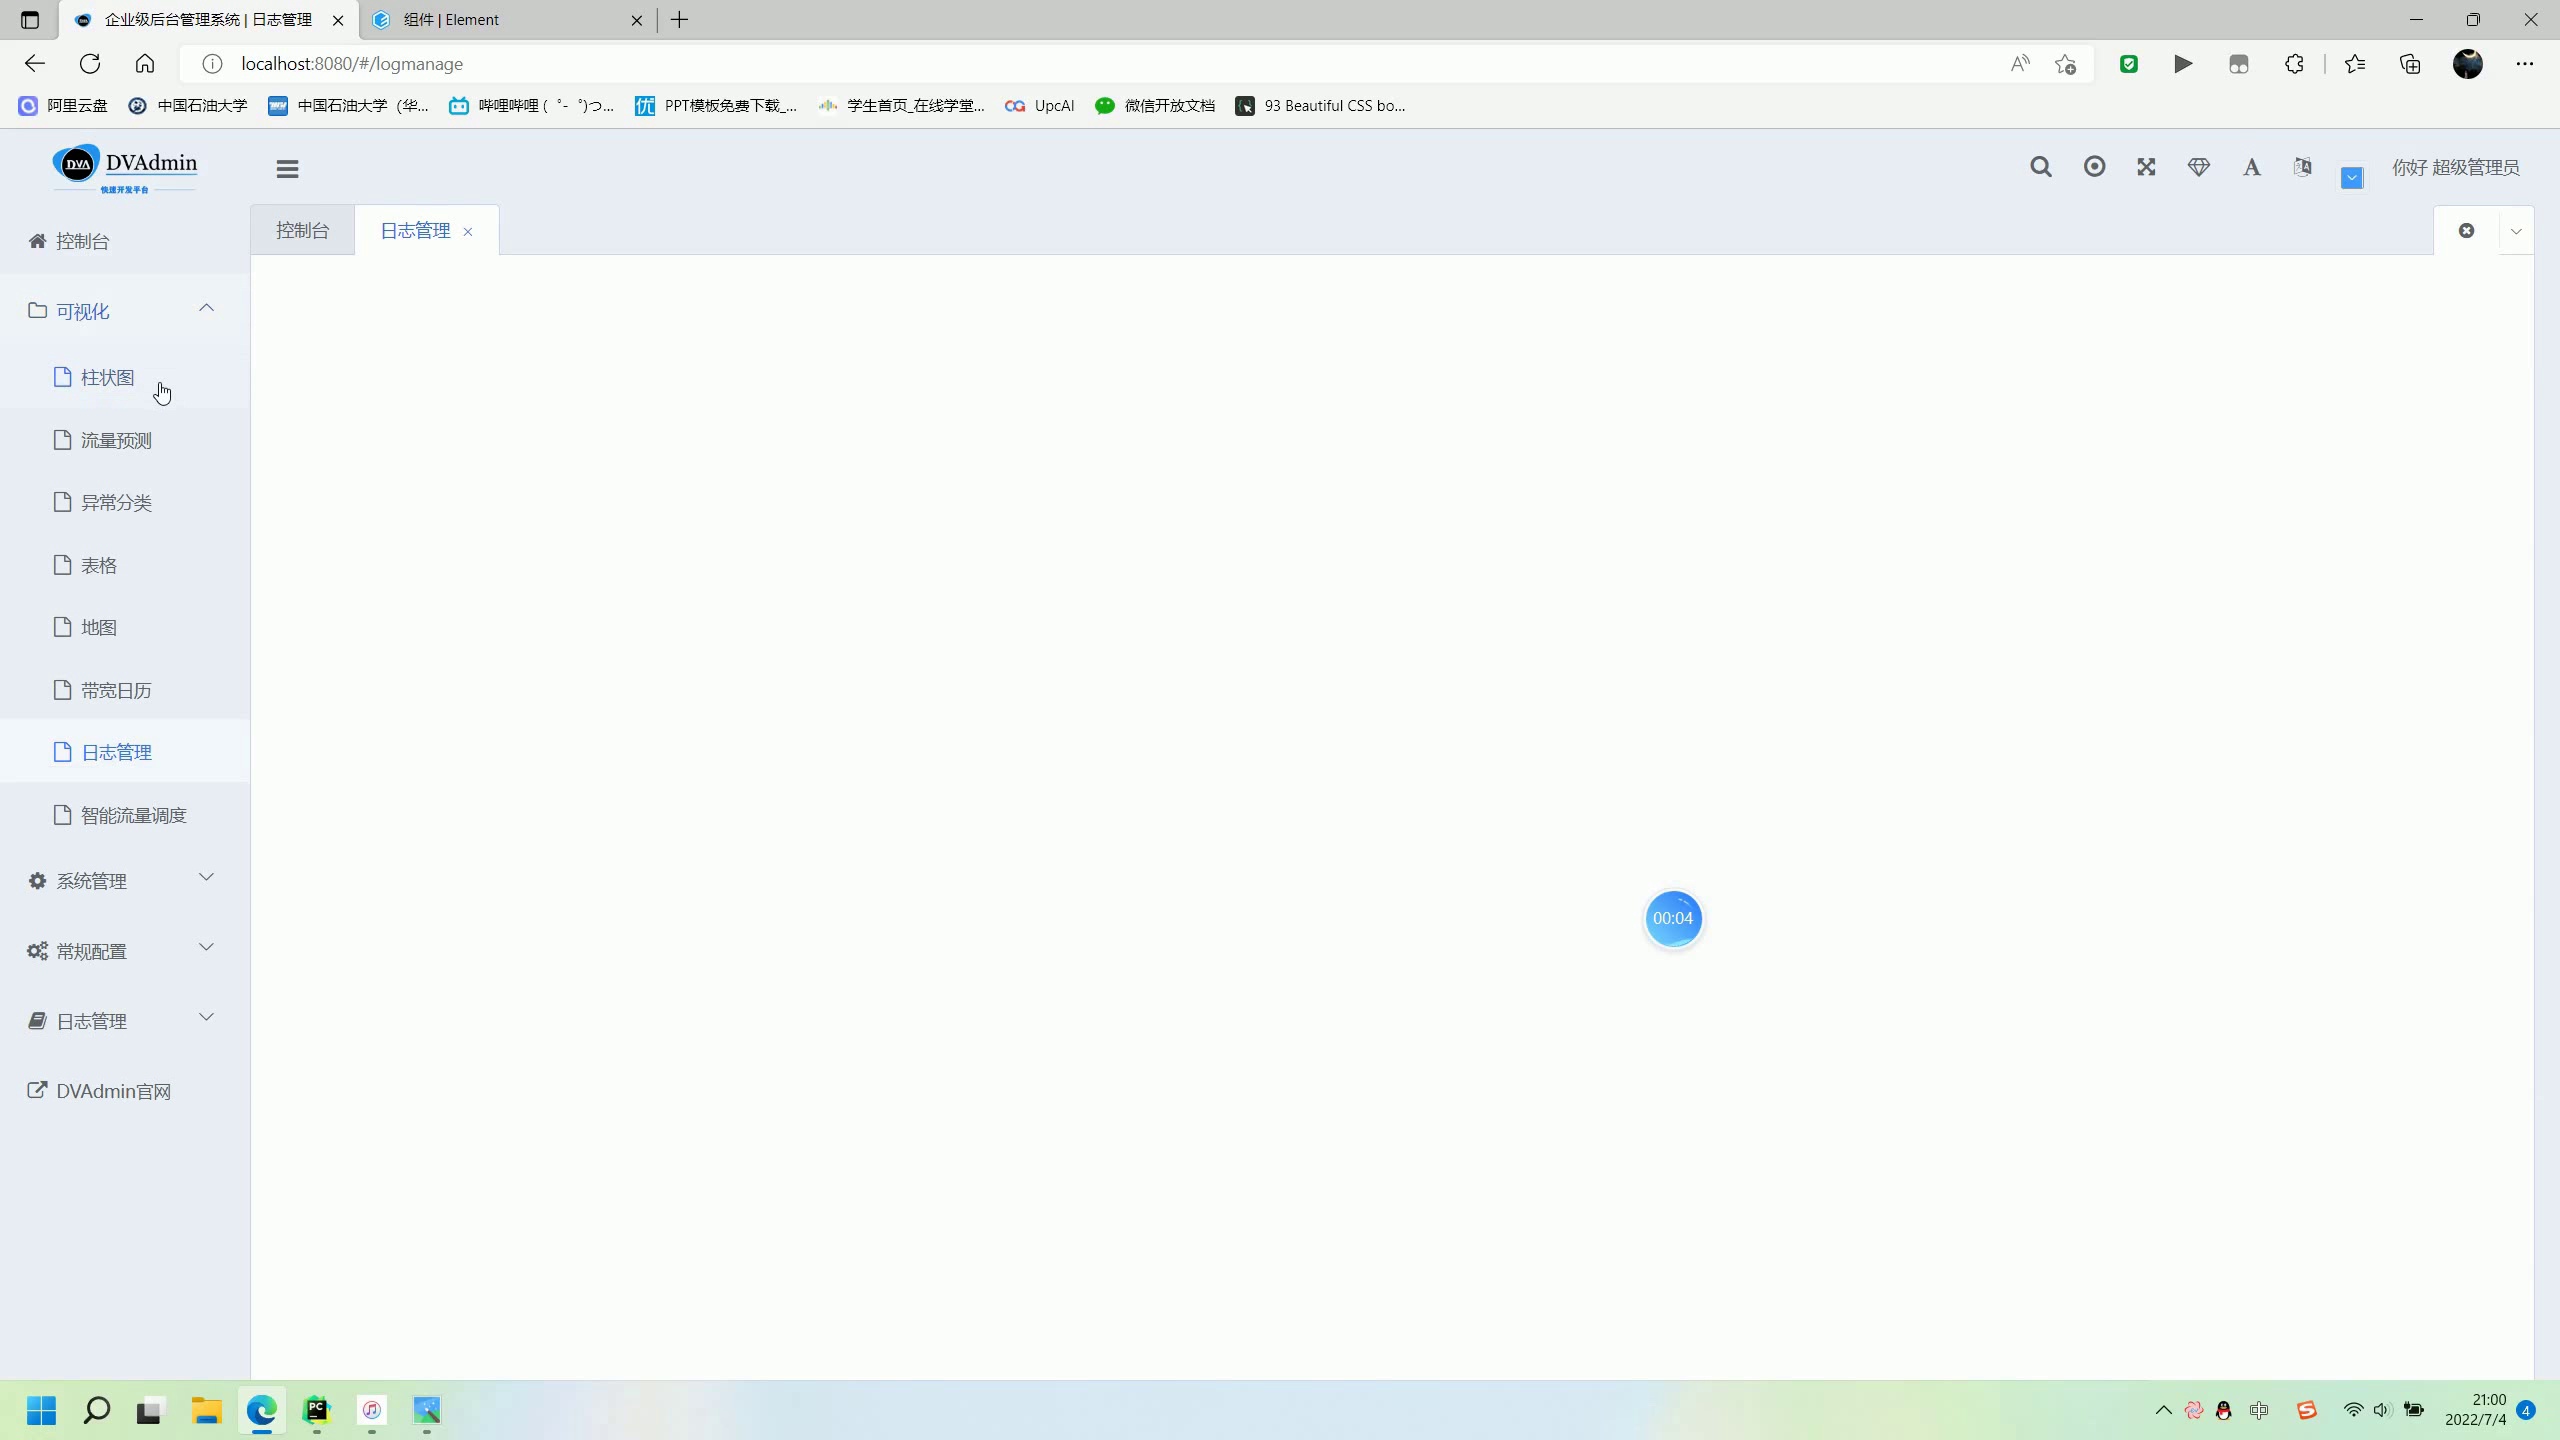 企业级后台管理系统 | 日志管理
组件 | Element
localhost:8080/#/logmanage
阿里云盘
中国石油大学
中国石油大学（华...
哔哩哔哩 ( ゜- ゜)つ...
PPT模板免费下载_...
学生首页_在线学堂...
UpcAI
微信开放文档
93 Beautiful CSS bo...
DVA DVAdmin
快速开发平台
你好 超级管理员
控制台
日志管理
控制台
可视化
柱状图
流量预测
异常分类
表格
地图
带宽日历
日志管理
智能流量调度
00:04
系统管理
常规配置
日志管理
DVAdmin官网
中
21:00
2022/7/4
4